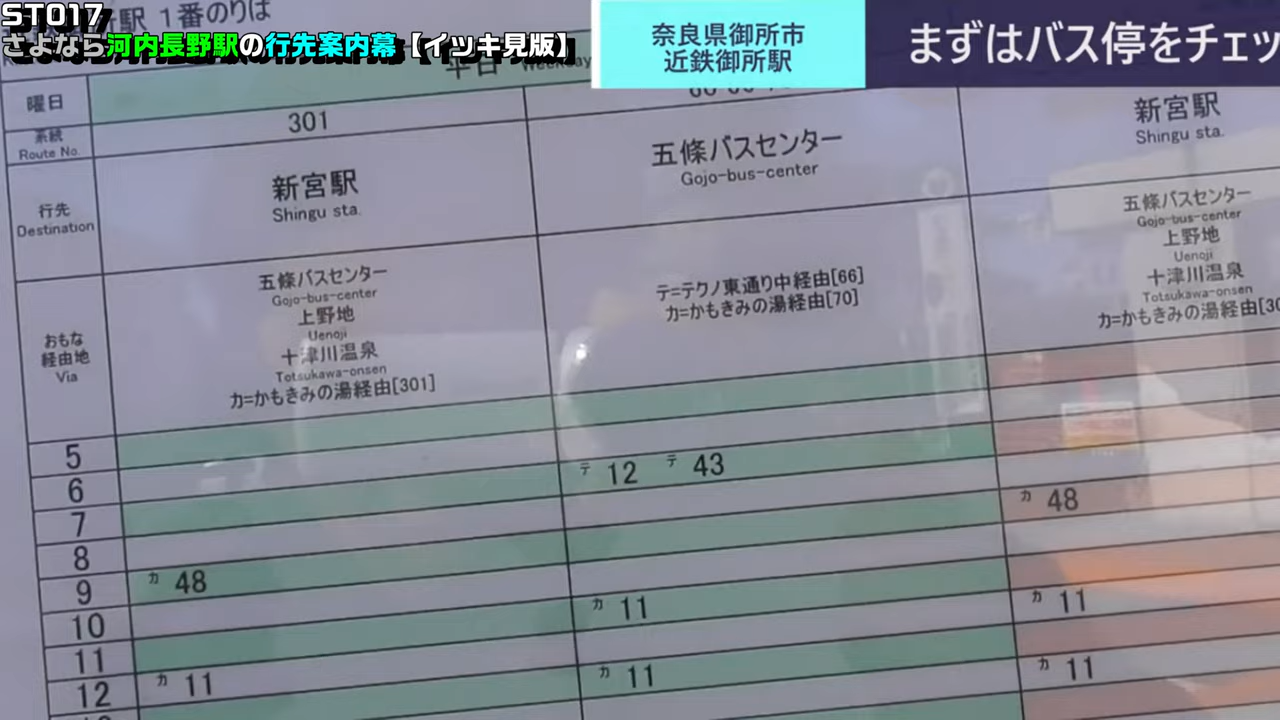 ST017
さよなら河内長野駅の行先案内幕【イツキ見版】
所駅 1番のりは
奈良県御所市
近鉄御所駅
まずはバス停をチェッ
平日 Weekday
曜日
系統
Route No.
301
行先
Destination
新宮駅
Shingu sta.
五條バスセンター
Gojo-bus-center
新宮駅
Shingu sta.
おもな
経由地
Via
五條バスセンター
Gojo-bus-center
上野地
Uenoji
十津川温泉
Totsukawa-onsen
カ=かもきみの湯経由[301]
テ=テクノ東通り中経由[66]
カ=かもきみの湯経由[70]
五條バスセンター
Gojo-bus-center
上野地
Uenoji
十津川温泉
Totsukawa-onsen
カ=かもきみの湯経由[30
5
6 テ 12 テ 43
7 カ 48
8
9 カ 48
10 カ 11 カ 11
11
12 カ 11 カ 11 カ 11